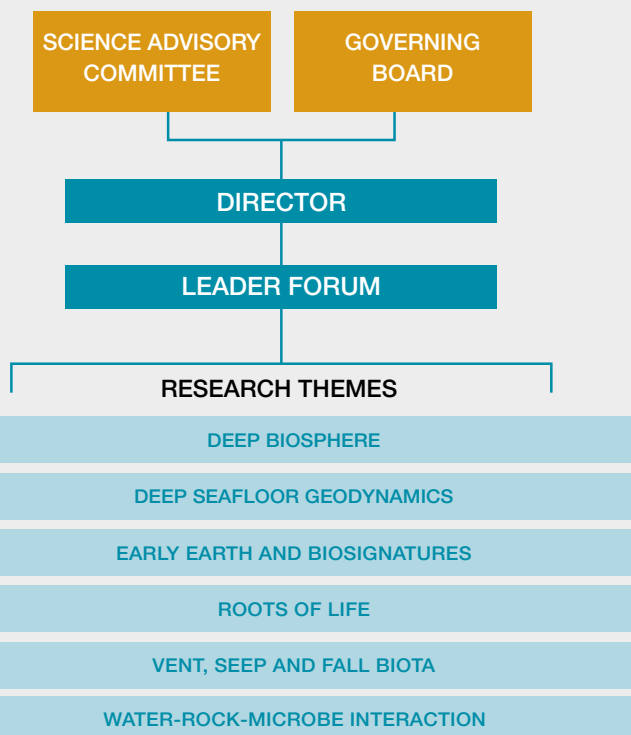 SCIENCE ADVISORY
COMMITTEE
GOVERNING
BOARD
DIRECTOR
LEADER FORUM
RESEARCH THEMES
DEEP BIOSPHERE
DEEP SEAFLOOR GEODYNAMICS
EARLY EARTH AND BIOSIGNATURES
ROOTS OF LIFE
VENT, SEEP AND FALL BIOTA
WATER-ROCK-MICROBE INTERACTION